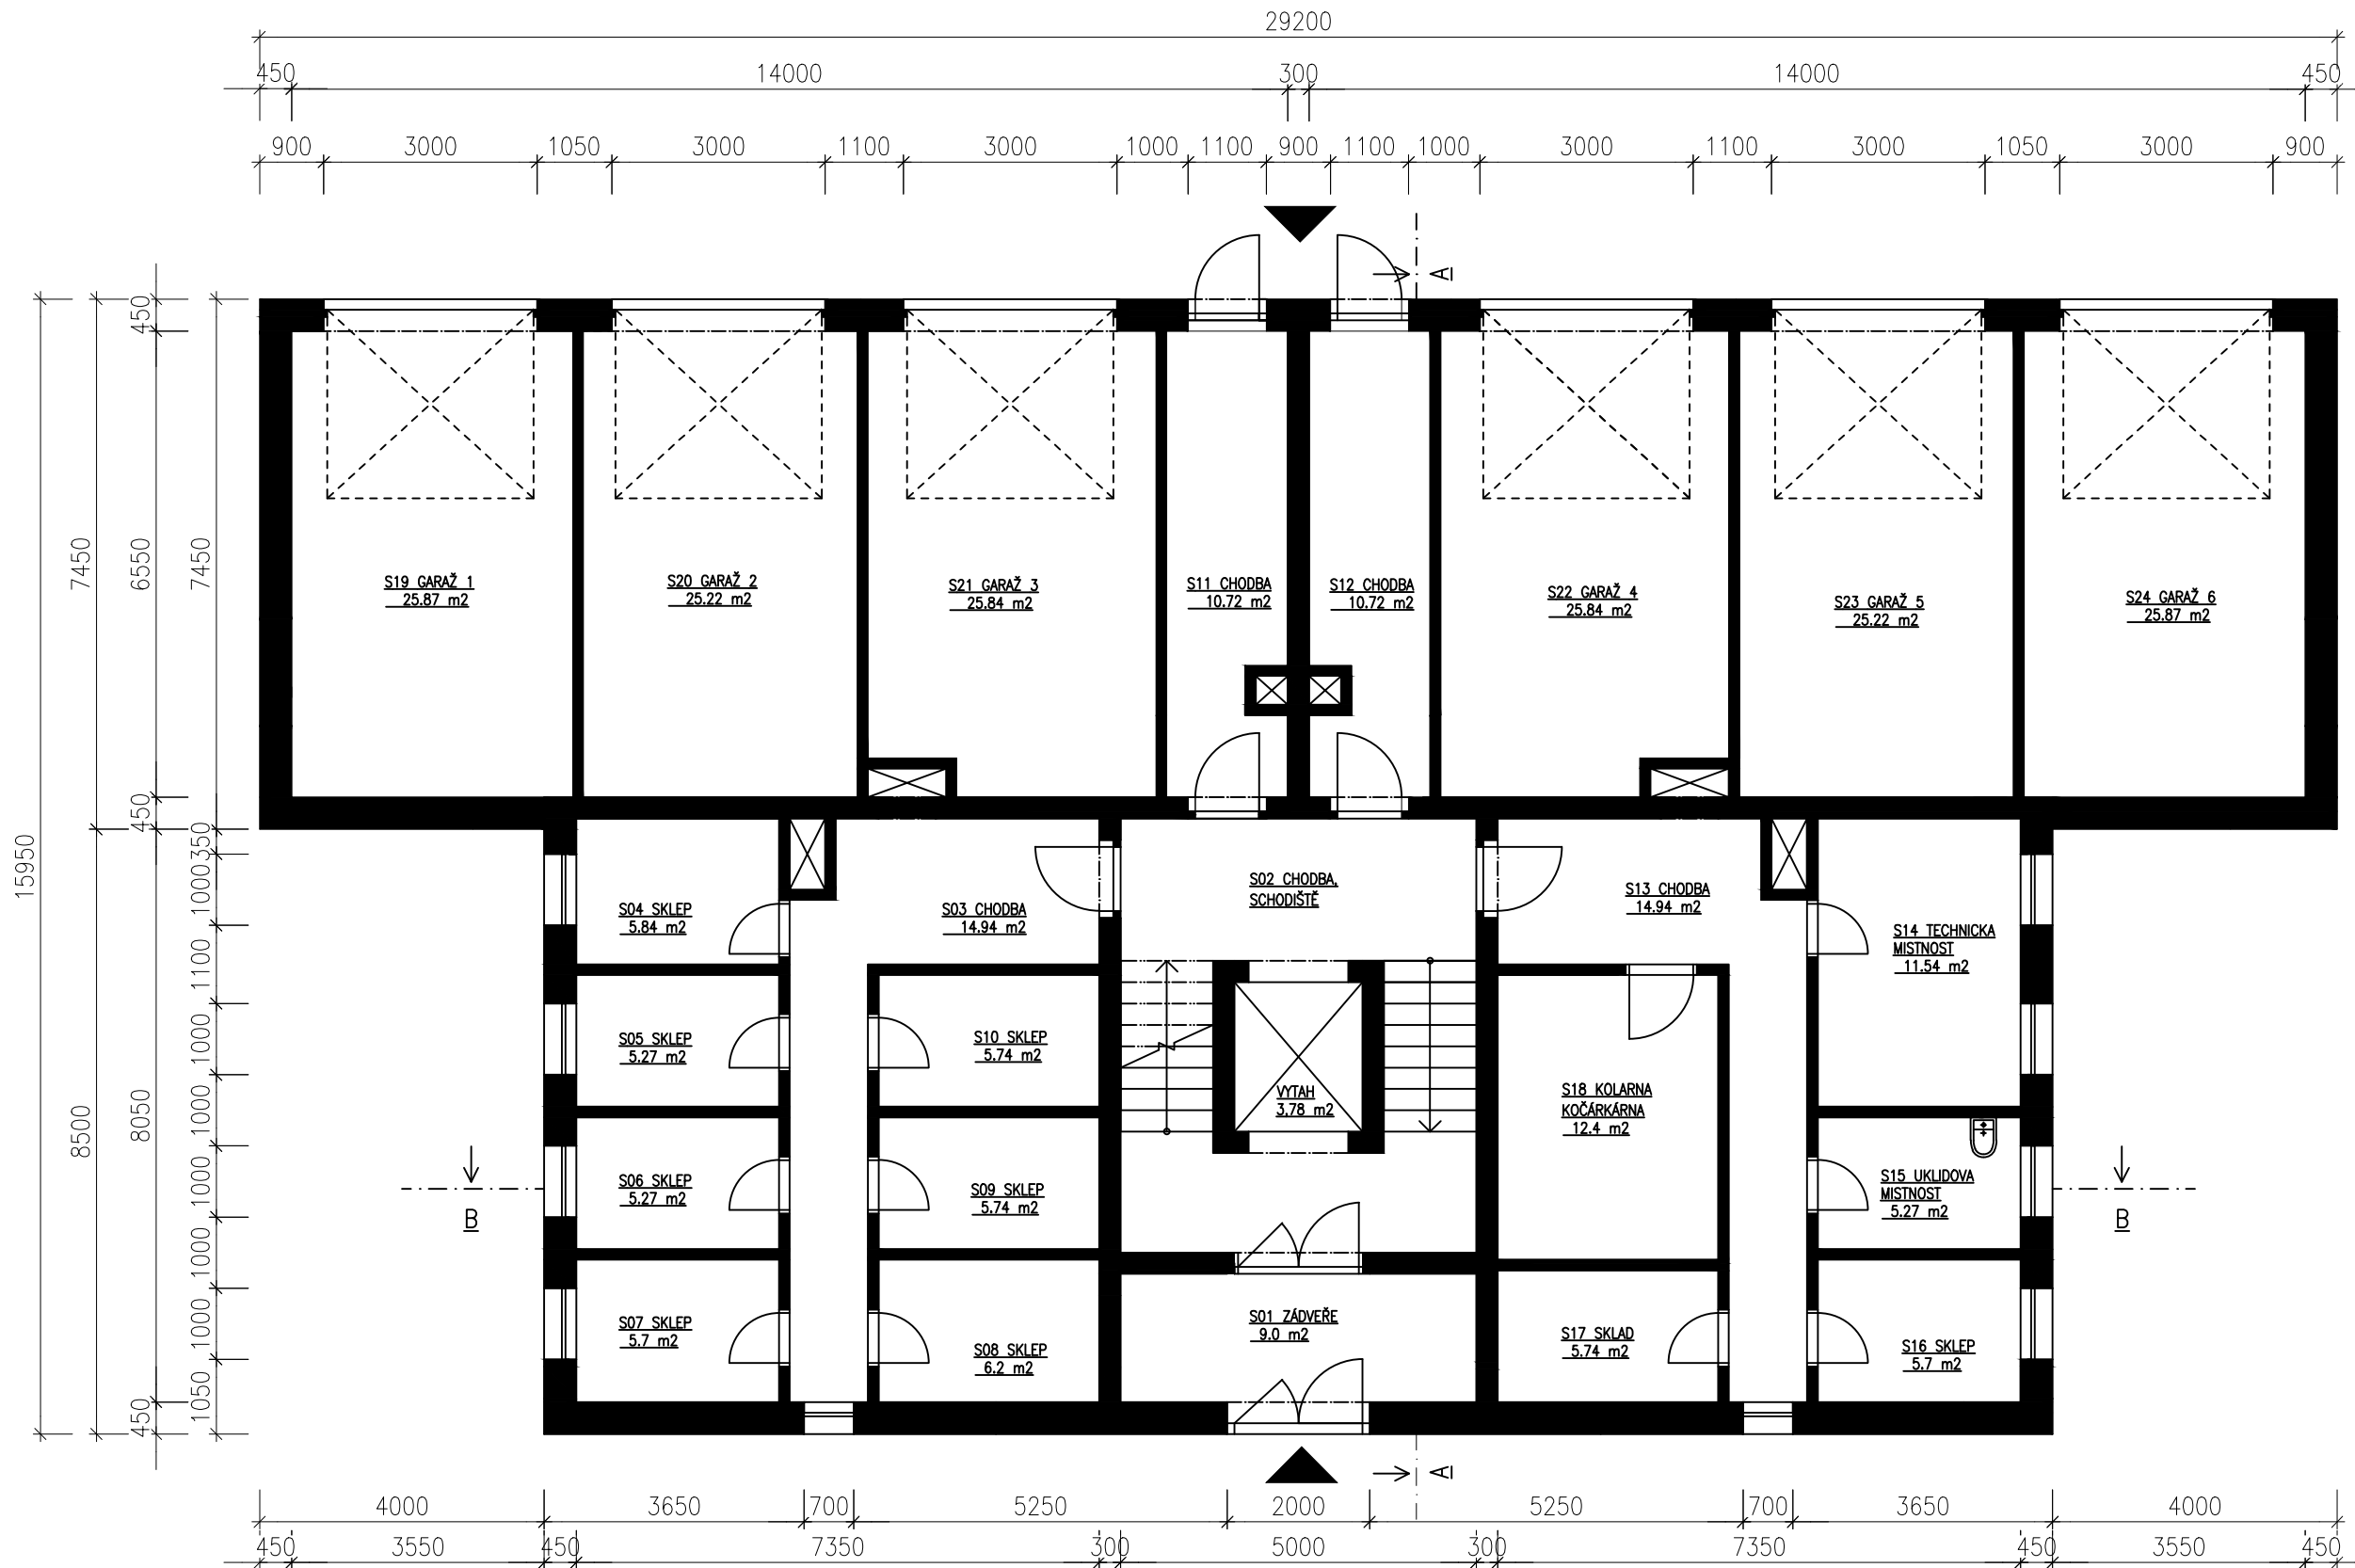 29200
450 14000 300 14000 450
900 3000 1050 3000 1100 3000 1000 1100 900 1100 1000 3000 1100 3000 1050 3000 900
A
450
6550
450
7450
7450
15950
350
1000
1100
1000
1000
1000
1000
1000
1050
8050
8500
450
S19 GARAŽ 1
25.87 m2
S20 GARAŽ 2
25.22 m2
S21 GARAŽ 3
25.84 m2
S11 CHODBA
10.72 m2
S12 CHODBA
10.72 m2
S22 GARAŽ 4
25.84 m2
S23 GARAŽ 5
25.22 m2
S24 GARAŽ 6
25.87 m2
S04 SKLEP
5.84 m2
S03 CHODBA
14.94 m2
S02 CHODBA,
SCHODIŠTĚ
S13 CHODBA
14.94 m2
S14 TECHNICKA
MISTNOST
11.54 m2
S05 SKLEP
5.27 m2
S10 SKLEP
5.74 m2
VYTAH
3.78 m2
S18 KOLARNA
KOČÁRKÁRNA
12.4 m2
S06 SKLEP
5.27 m2
S09 SKLEP
5.74 m2
S15 UKLIDOVA
MISTNOST
5.27 m2
B
B
S07 SKLEP
5.7 m2
S08 SKLEP
6.2 m2
S01 ZÁDVEŘE
9.0 m2
S17 SKLAD
5.74 m2
S16 SKLEP
5.7 m2
A
4000 3650 700 5250 2000 5250 700 3650 4000
450 3550 450 7350 300 5000 300 7350 450 3550 450